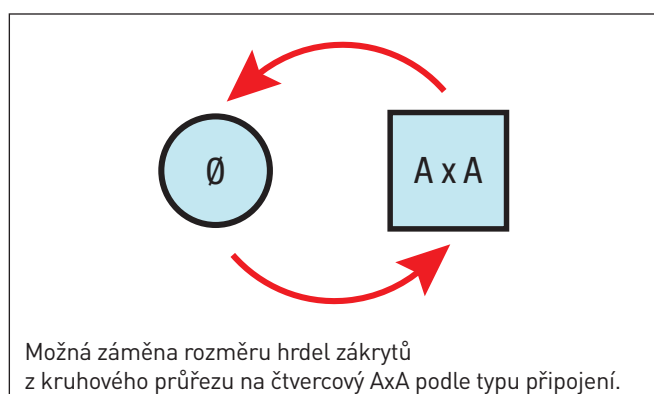 Ø
A x A
Možná záměna rozměru hrdel zákrytů
z kruhového průřezu na čtvercový AxA podle typu připojení.